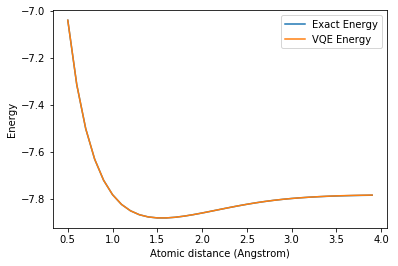 Exact Energy
VQE Energy
−7.0
−7.2
−7.4
−7.6
−7.8
Energy
0.5 1.0 1.5 2.0 2.5 3.0 3.5 4.0
Atomic distance (Angstrom)